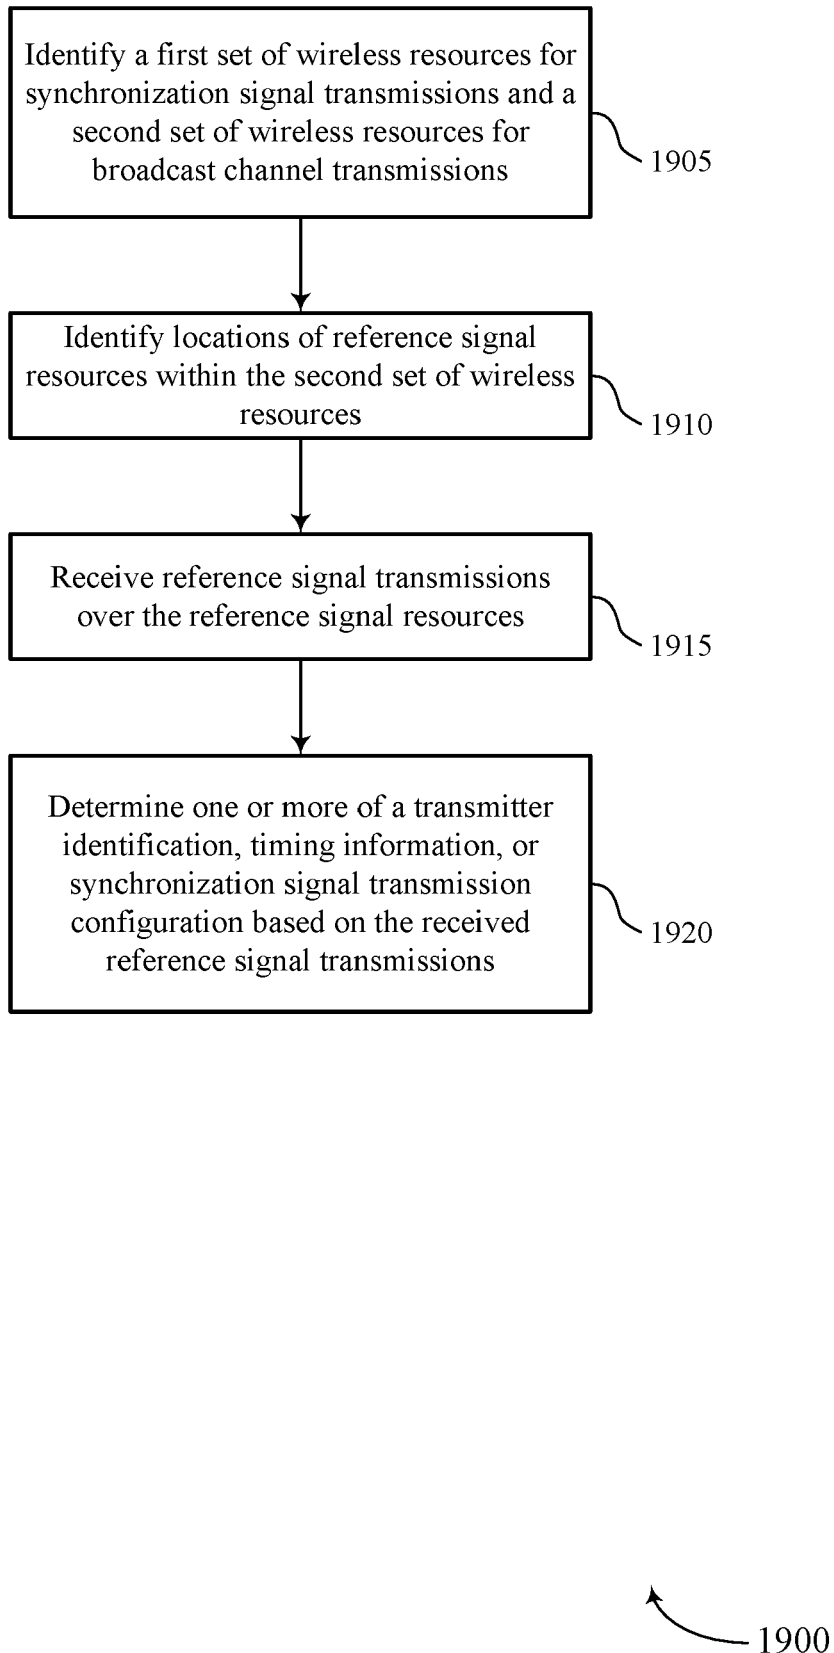 Identify a first set of wireless resources for
synchronization signal transmissions and a
second set of wireless resources for
broadcast channel transmissions
1905
Identify locations of reference signal
resources within the second set of wireless
resources
1910
Receive reference signal transmissions
over the reference signal resources
1915
Determine one or more of a transmitter
identification, timing information, or
synchronization signal transmission
configuration based on the received
reference signal transmissions
1920
1900